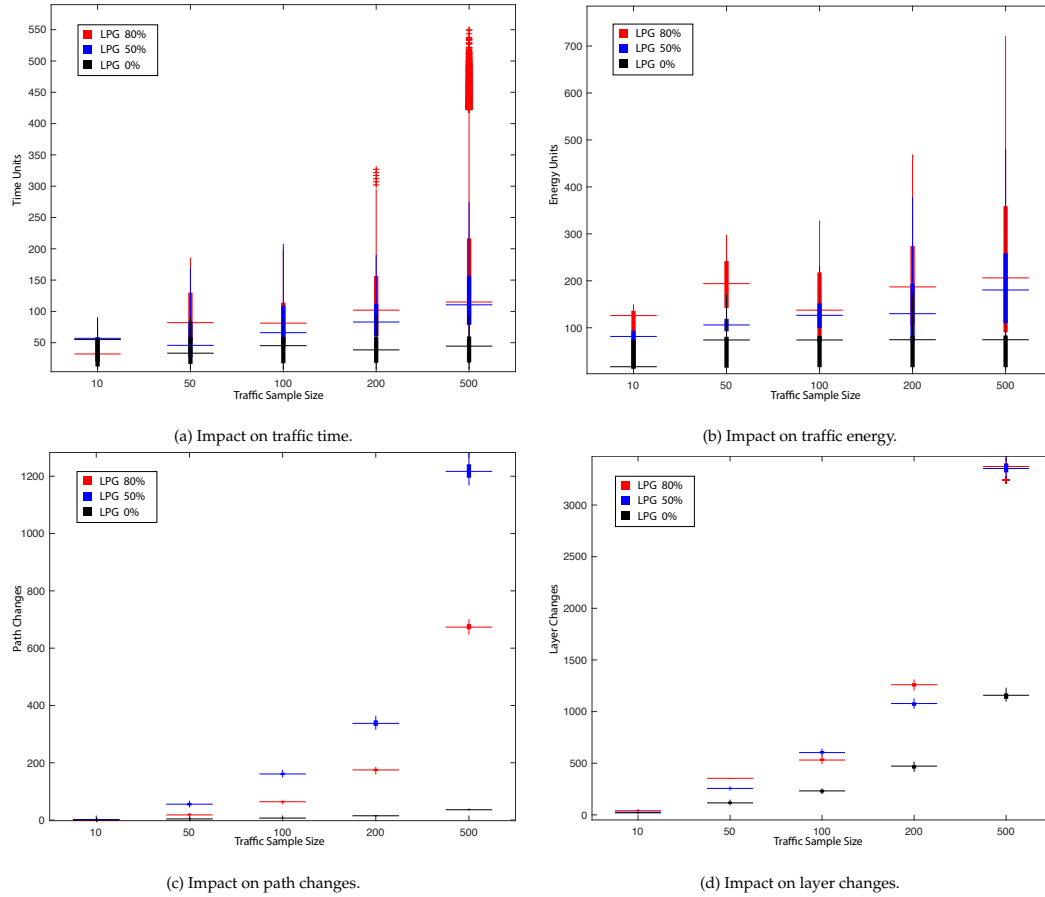 550
500
450
400
350
300
250
200
150
100
50
Time Units
LPG 80%
LPG 50%
LPG 0%
10 50 100 200 500
Traffic Sample Size
(a) Impact on traffic time.
700
600
500
400
300
200
100
Energy Units
LPG 80%
LPG 50%
LPG 0%
10 50 100 200 500
Traffic Sample Size
(b) Impact on traffic energy.
1200
1000
800
600
400
200
0
Path Changes
LPG 80%
LPG 50%
LPG 0%
10 50 100 200 500
Traffic Sample Size
(c) Impact on path changes.
3000
2500
2000
1500
1000
500
0
Layer Changes
LPG 80%
LPG 50%
LPG 0%
10 50 100 200 500
Traffic Sample Size
(d) Impact on layer changes.